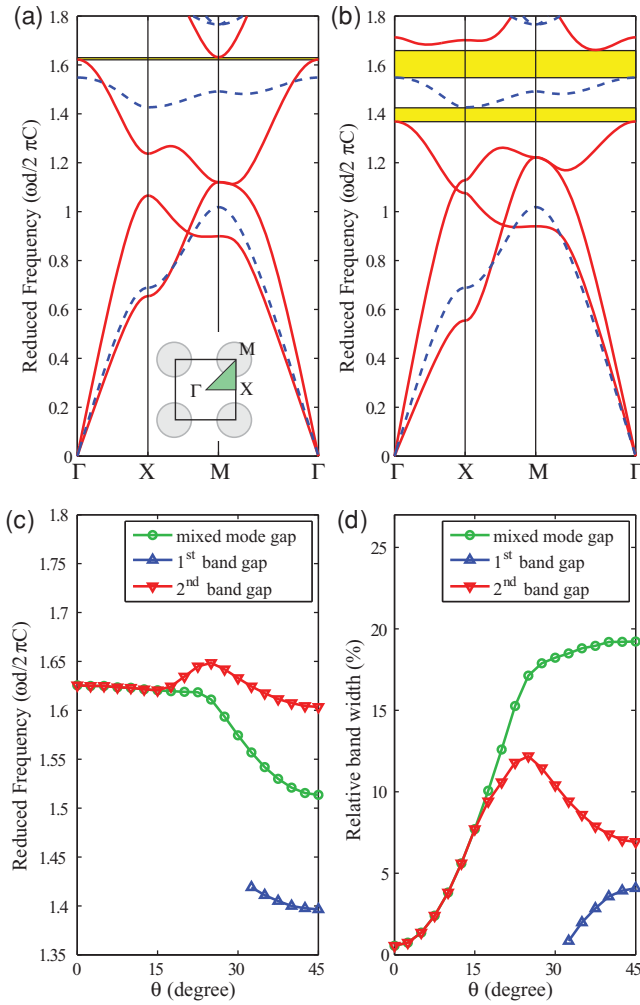 (a)
Reduced Frequency (ωd/2 πC)
1.8
1.6
1.4
1.2
1
0.8
0.6
0.4
0.2
0
Γ X M Γ
M
Γ
X
(b)
Reduced Frequency (ωd/2 πC)
1.8
1.6
1.4
1.2
1
0.8
0.6
0.4
0.2
0
Γ X M Γ
(c)
Reduced Frequency (ωd/2 πC)
1.8
1.75
1.7
1.65
1.6
1.55
1.5
1.45
1.4
1.35
mixed mode gap
1st band gap
2nd band gap
0 15 30 45
θ (degree)
(d)
Relative band width (%)
25
20
15
10
5
0
mixed mode gap
1st band gap
2nd band gap
0 15 30 45
θ (degree)